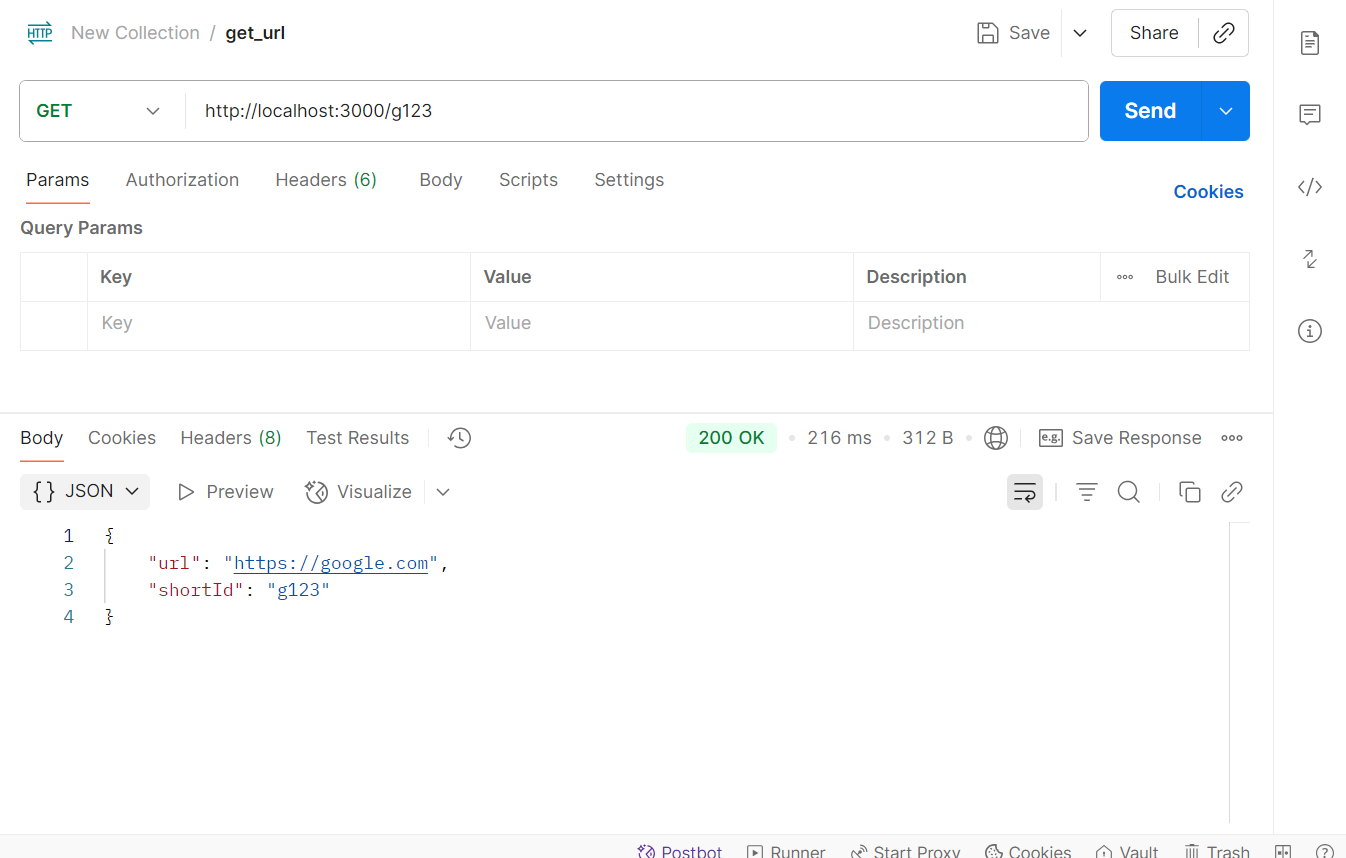 HTTP New Collection / get_url Save Share
GET http://localhost:3000/g123 Send
Params Authorization Headers (6) Body Scripts Settings Cookies
Query Params
Key Value Description ooo Bulk Edit
Key Value Description
Body Cookies Headers (8) Test Results 200 OK • 216 ms • 312 B • e.g. Save Response ooo
{} JSON Preview Visualize
1 {
2 "url": "https://google.com",
3 "shortId": "g123"
4 }
Postbot Runner Start Proxy Cookies Vault Trash